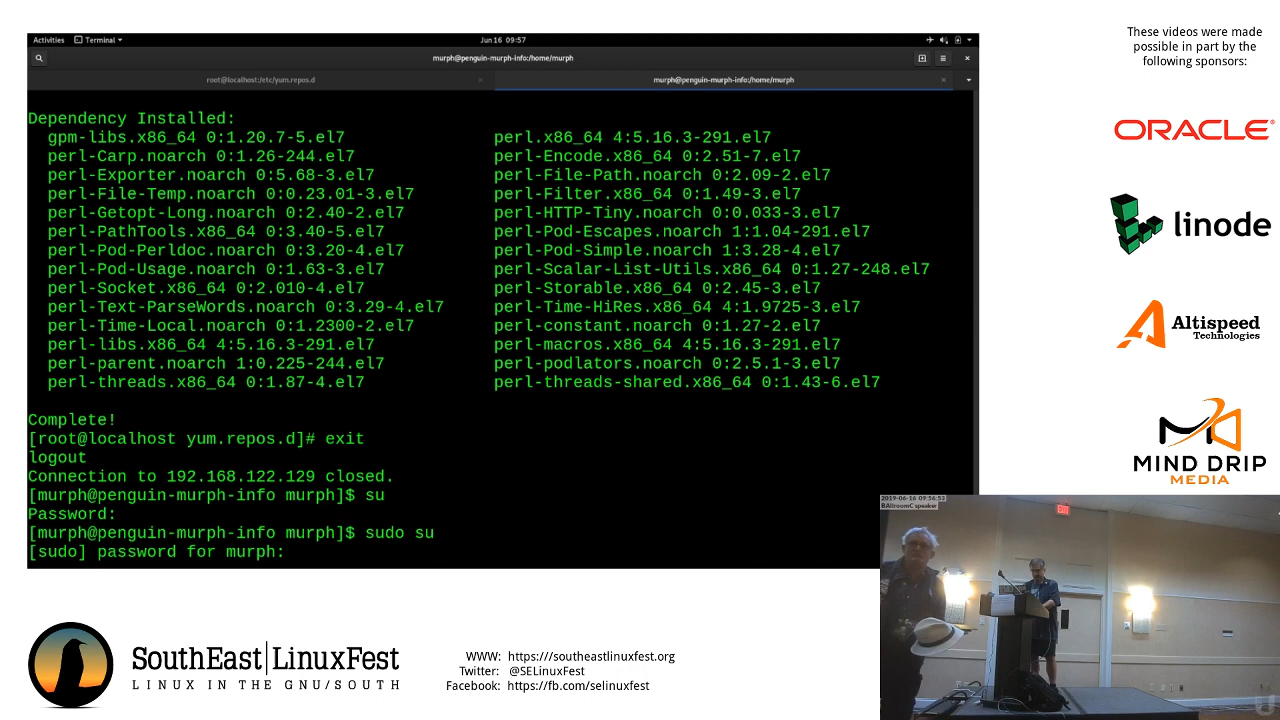 Activities
Terminal
Jun 16 09:57
murph@penguin-murph-info:/home/murph
root@localhost:/etc/yum.repos.d
murph@penguin-murph-info:/home/murph
Dependency Installed:
gpm-libs.x86_64 0:1.20.7-5.el7 perl.x86_64 4:5.16.3-291.el7
perl-Carp.noarch 0:1.26-244.el7 perl-Encode.x86_64 0:2.51-7.el7
perl-Exporter.noarch 0:5.68-3.el7 perl-File-Path.noarch 0:2.09-2.el7
perl-File-Temp.noarch 0:0.23.01-3.el7 perl-Filter.x86_64 0:1.49-3.el7
perl-Getopt-Long.noarch 0:2.40-2.el7 perl-HTTP-Tiny.noarch 0:0.033-3.el7
perl-PathTools.x86_64 0:3.40-5.el7 perl-Pod-Escapes.noarch 1:1.04-291.el7
perl-Pod-Perldoc.noarch 0:3.20-4.el7 perl-Pod-Simple.noarch 1:3.28-4.el7
perl-Pod-Usage.noarch 0:1.63-3.el7 perl-Scalar-List-Utils.x86_64 0:1.27-248.el7
perl-Socket.x86_64 0:2.010-4.el7 perl-Storable.x86_64 0:2.45-3.el7
perl-Text-ParseWords.noarch 0:3.29-4.el7 perl-Time-HiRes.x86_64 4:1.9725-3.el7
perl-Time-Local.noarch 0:1.2300-2.el7 perl-constant.noarch 0:1.27-2.el7
perl-libs.x86_64 4:5.16.3-291.el7 perl-macros.x86_64 4:5.16.3-291.el7
perl-parent.noarch 1:0.225-244.el7 perl-podlators.noarch 0:2.5.1-3.el7
perl-threads.x86_64 0:1.87-4.el7 perl-threads-shared.x86_64 0:1.43-6.el7
Complete!
[root@localhost yum.repos.d]# exit
logout
Connection to 192.168.122.129 closed.
[murph@penguin-murph-info murph]$ su
Password:
[murph@penguin-murph-info murph]$ sudo su
[sudo] password for murph:
These videos were made
possible in part by the
following sponsors:
ORACLE®
linode
Altispeed
Technologies
MIND DRIP
MEDIA
2019-06-16 09:56:53
BAllroomC speaker
EXIT
SouthEast LinuxFest
LINUX IN THE GNU/SOUTH
WWW: https:///southeastlinuxfest.org
Twitter: @SELinuxFest
Facebook: https://fb.com/selinuxfest